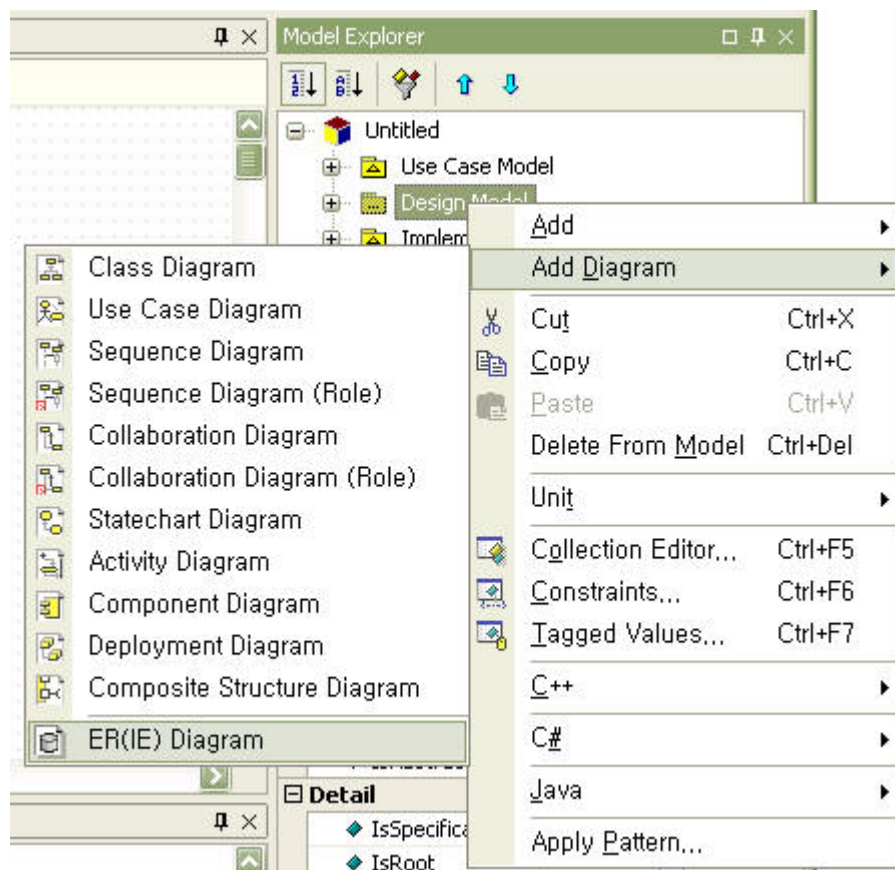 Model Explorer
Untitled
Use Case Model
Design Model
Implem
Add
Add Diagram
Cut Ctrl+X
Copy Ctrl+C
Paste Ctrl+V
Delete From Model Ctrl+Del
Unit
Collection Editor... Ctrl+F5
Constraints... Ctrl+F6
Tagged Values... Ctrl+F7
C++
C#
Java
Apply Pattern...
Class Diagram
Use Case Diagram
Sequence Diagram
Sequence Diagram (Role)
Collaboration Diagram
Collaboration Diagram (Role)
Statechart Diagram
Activity Diagram
Component Diagram
Deployment Diagram
Composite Structure Diagram
ER(IE) Diagram
Detail
IsSpecifica
IsRoot